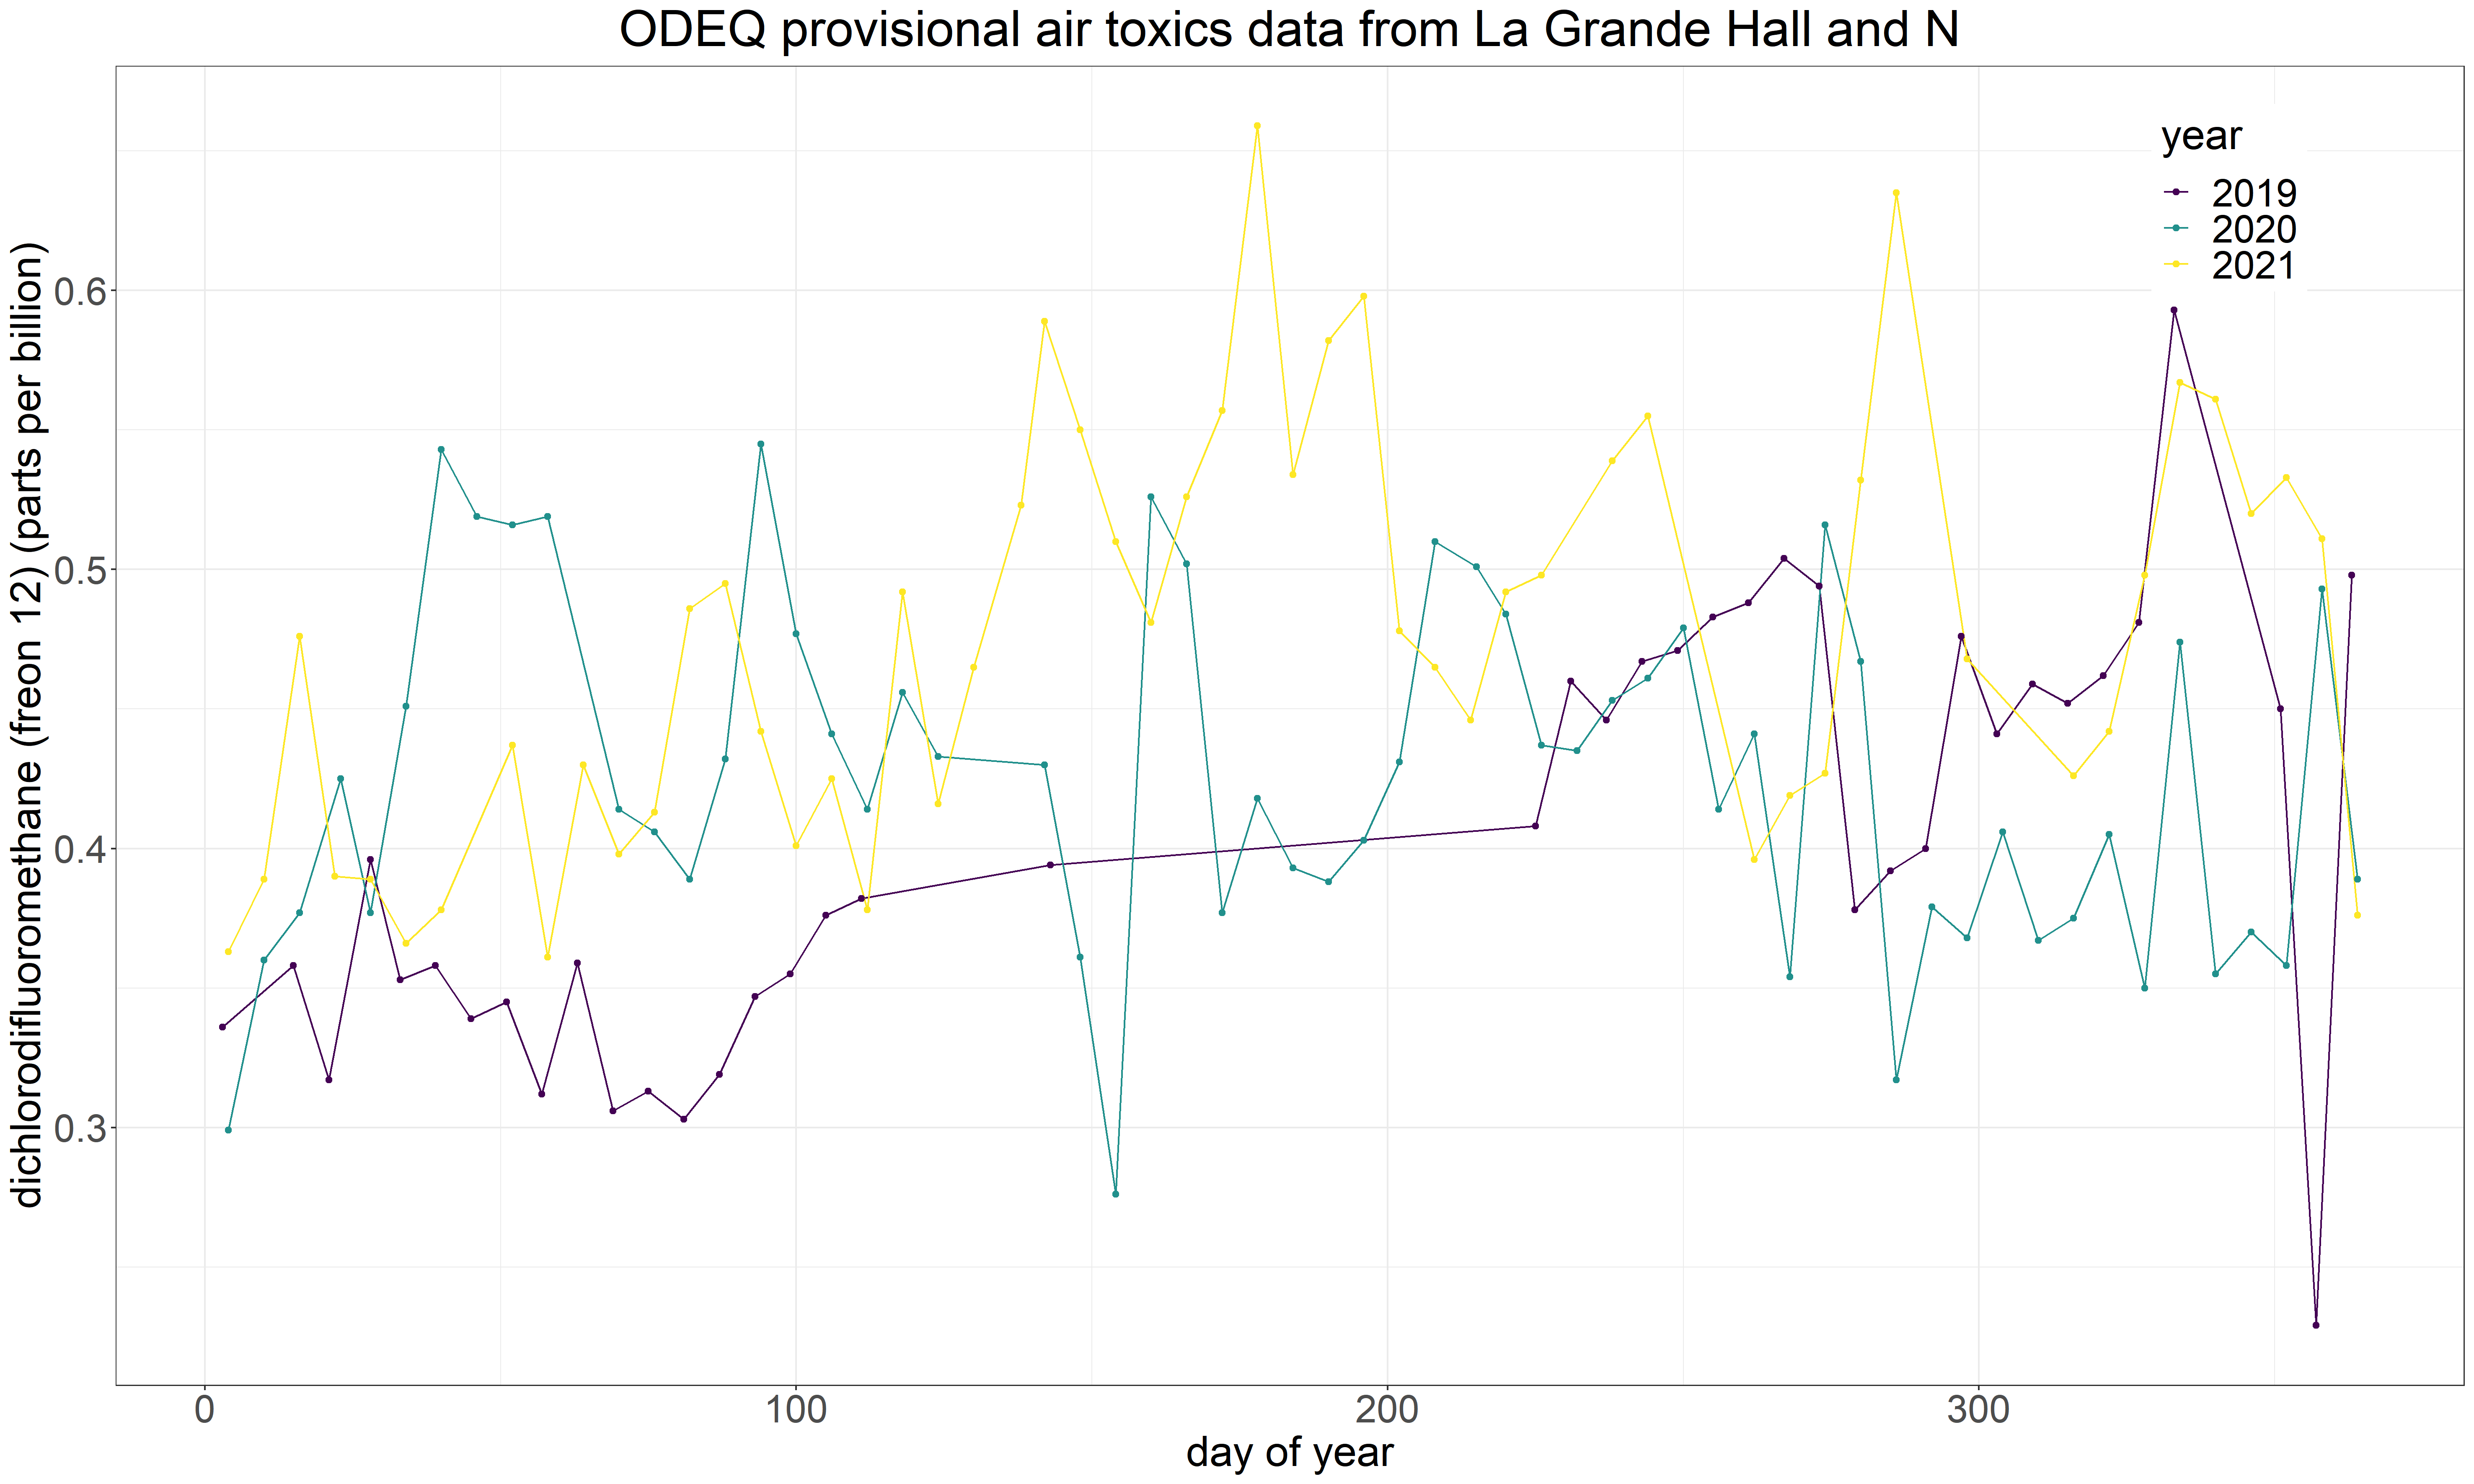 ODEQ provisional air toxics data from La Grande Hall and N
dichlorodifluoromethane (freon 12) (parts per billion)
0.6
0.5
0.4
0.3
year
2019
2020
2021
0
100
200
300
day of year